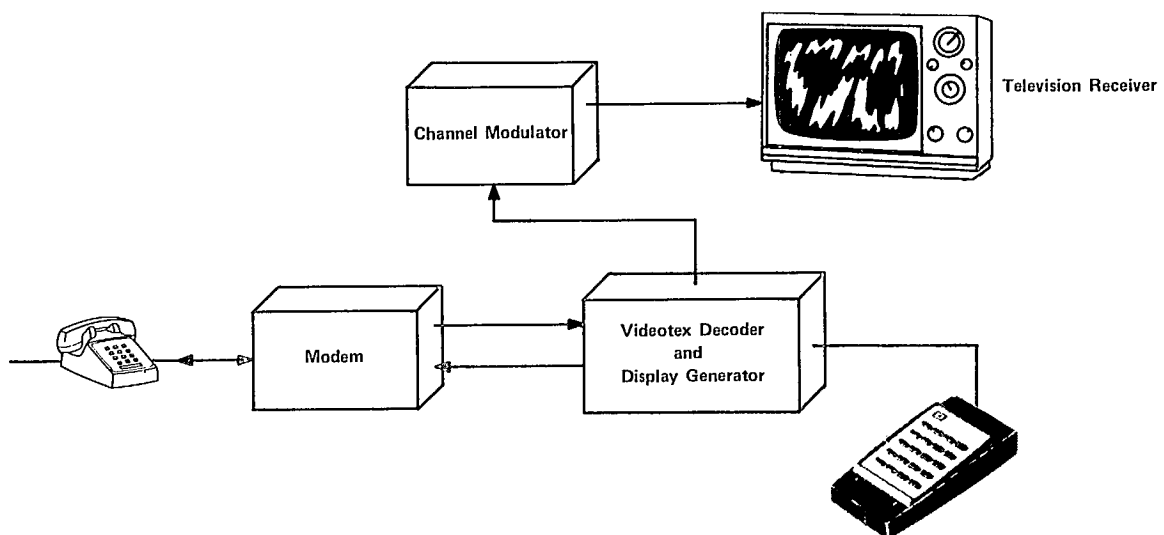 Television Receiver
Channel Modulator
Modem
Videotex Decoder
and
Display Generator